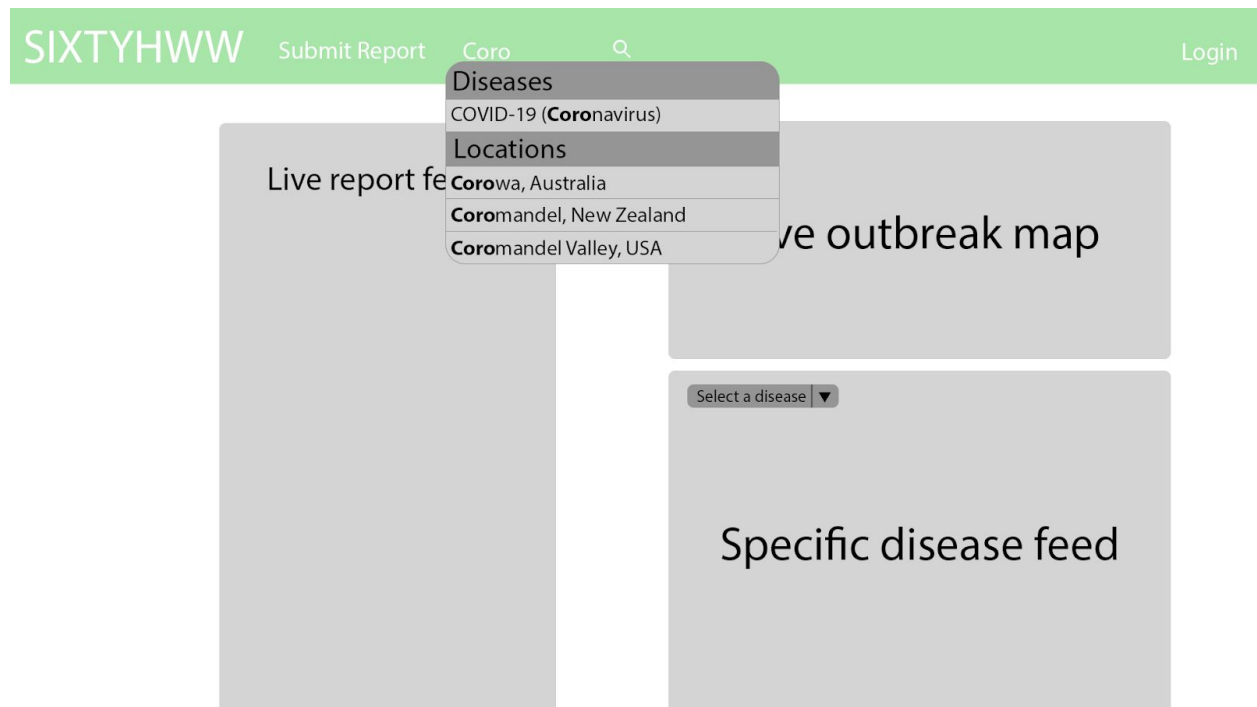 SIXTYHWW Submit Report Coro Login
Diseases
COVID-19 (Coronavirus)
Locations
Corowa, Australia
Coromandel, New Zealand
Coromandel Valley, USA
Live report fe
ve outbreak map
Select a disease
Specific disease feed